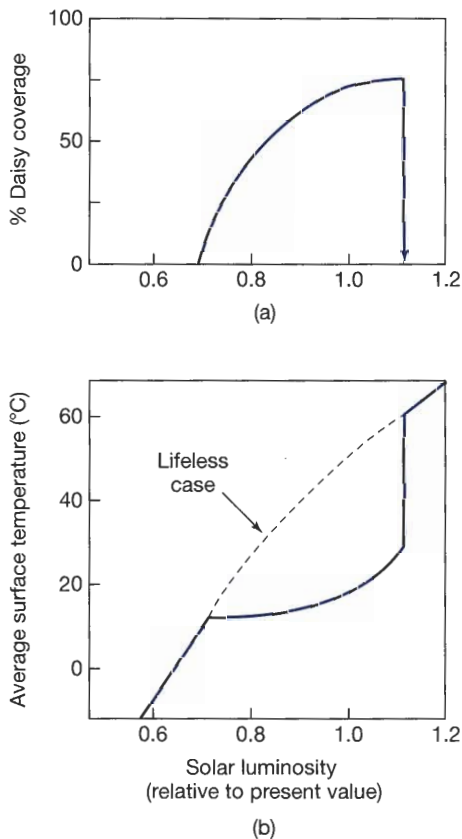 100
50
0
% Daisy coverage
0.6 0.8 1.0 1.2
(a)
60
40
20
0
Average surface temperature (°C)
Lifeless
case
0.6 0.8 1.0 1.2
Solar luminosity
(relative to present value)
(b)